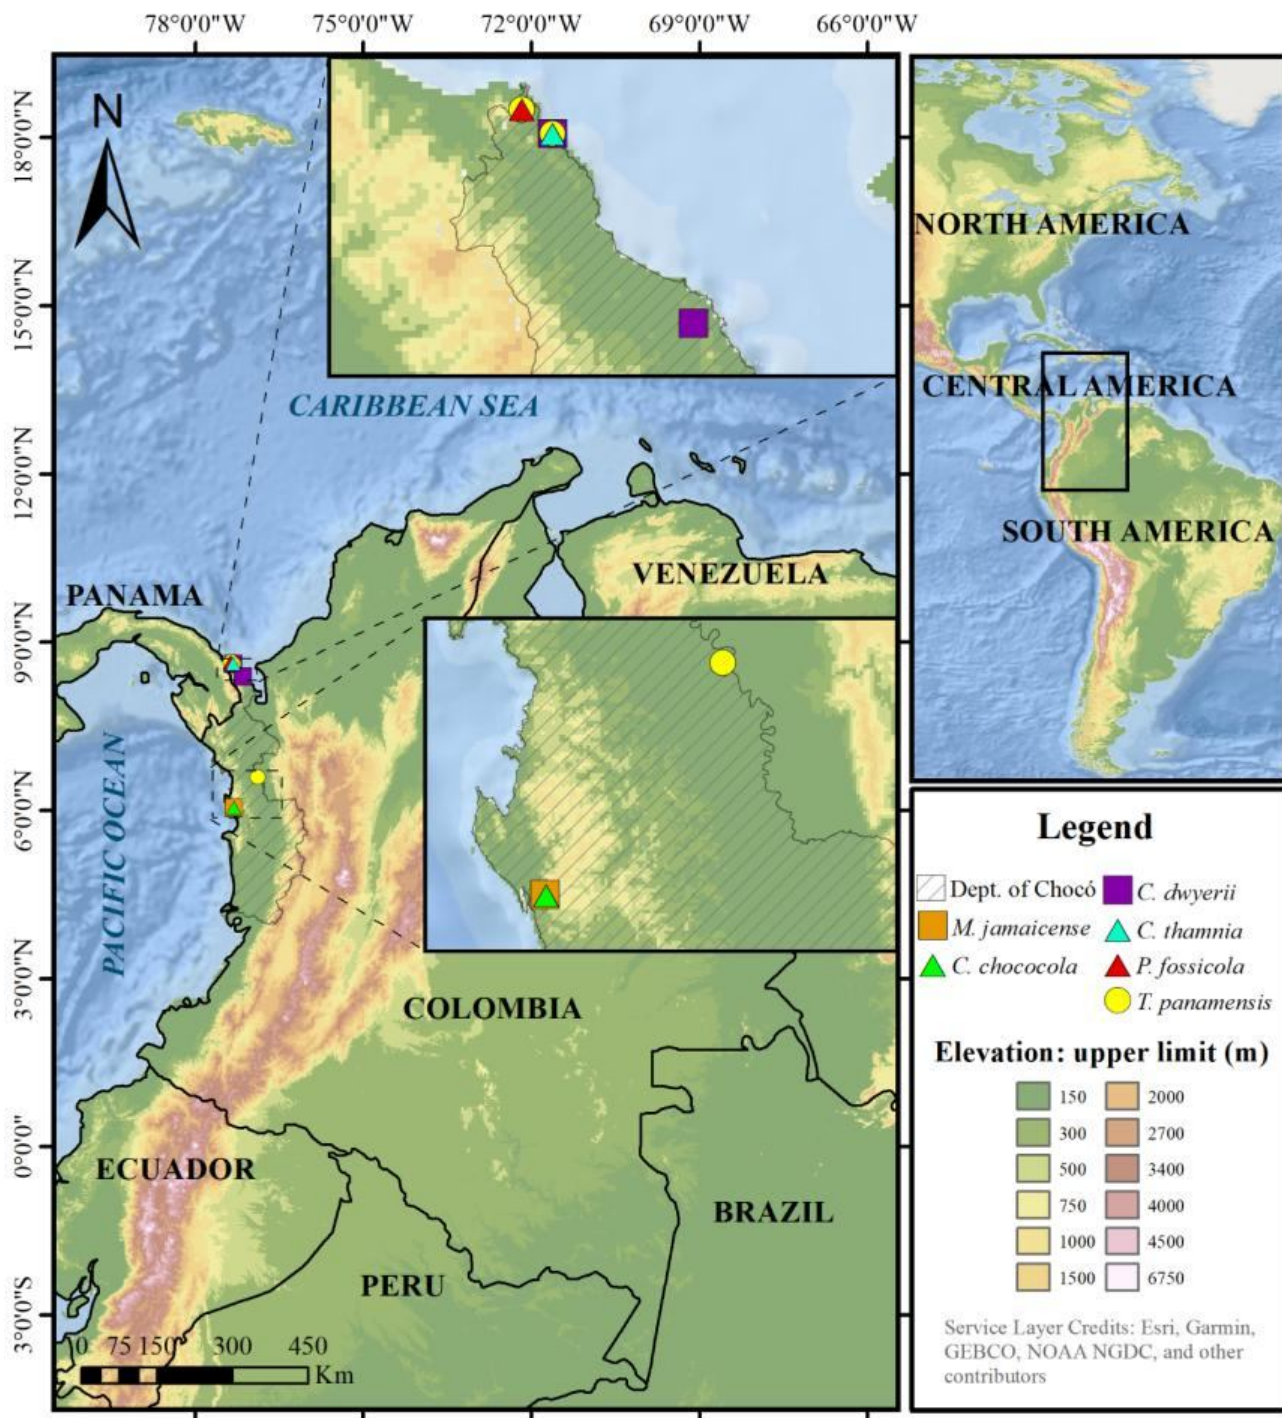 78°0'0"W 75°0'0"W 72°0'0"W 69°0'0"W 66°0'0"W
18°0'0"N
15°0'0"N
12°0'0"N
9°0'0"N
6°0'0"N
3°0'0"N
0°0'0"
3°0'0"S
N
CARIBBEAN SEA
PANAMA
VENEZUELA
PACIFIC OCEAN
COLOMBIA
ECUADOR
BRAZIL
PERU
0 75 150 300 450
Km
NORTH AMERICA
CENTRAL AMERICA
SOUTH AMERICA
Legend
Dept. of Chocó
M. jamaicense
C. chococola
C. dwyerii
C. thamnia
P. fossicola
T. panamensis
Elevation: upper limit (m)
150
300
500
750
1000
1500
2000
2700
3400
4000
4500
6750
Service Layer Credits: Esri, Garmin,
GEBCO, NOAA NGDC, and other
contributors